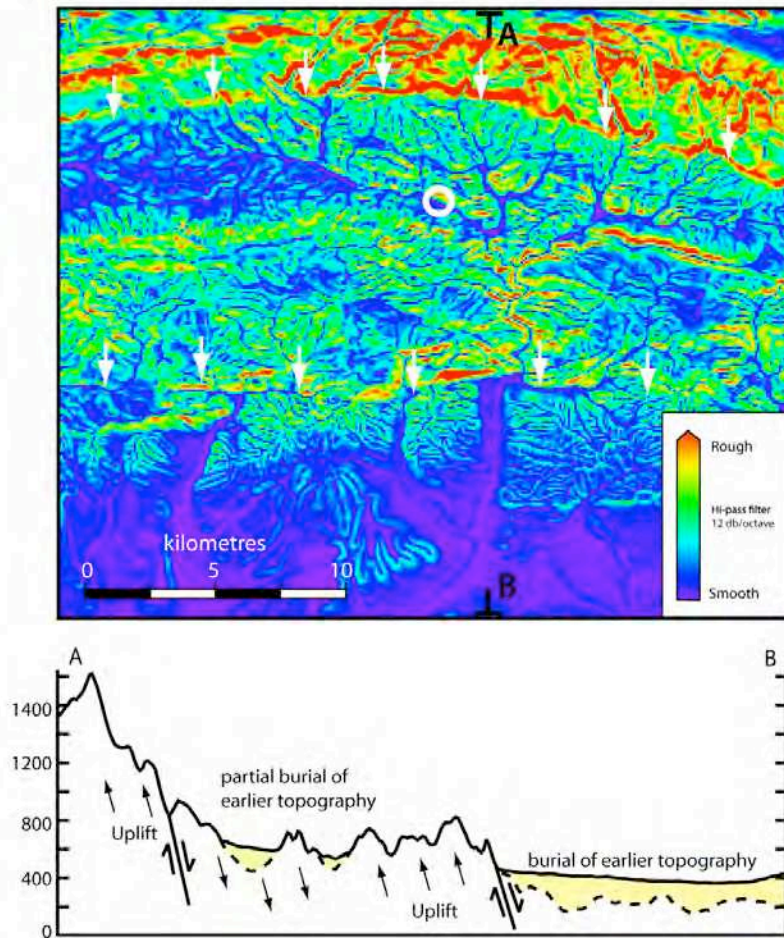 A
Rough
Hi-pass filter
12 db/octave
Smooth
kilometres
0 5 10
B
A B
1400
1200
800
400
0
partial burial of
earlier topography
Uplift
burial of earlier topography
Uplift